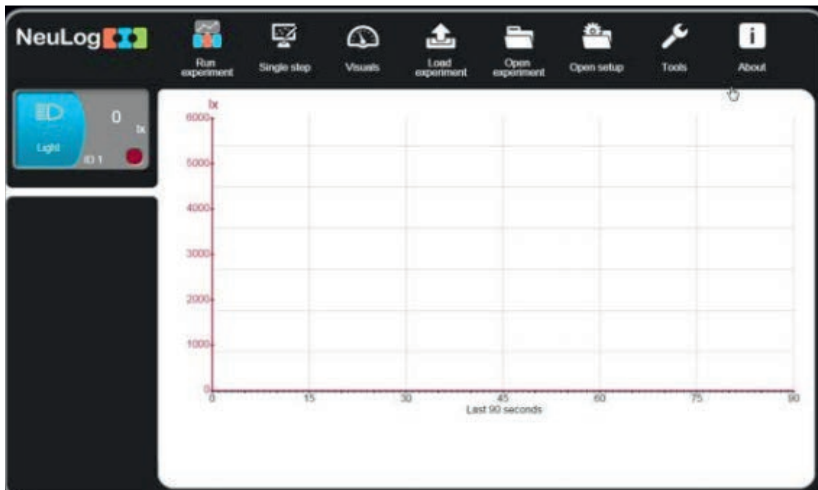 NeuLog
Run experiment
Single step
Visuals
Load experiment
Open experiment
Open setup
Tools
About
Light
0
lx
ID 1
lx
6000
5000
4000
3000
2000
1000
0
0 15 30 45 60 75 90
Last 90 seconds